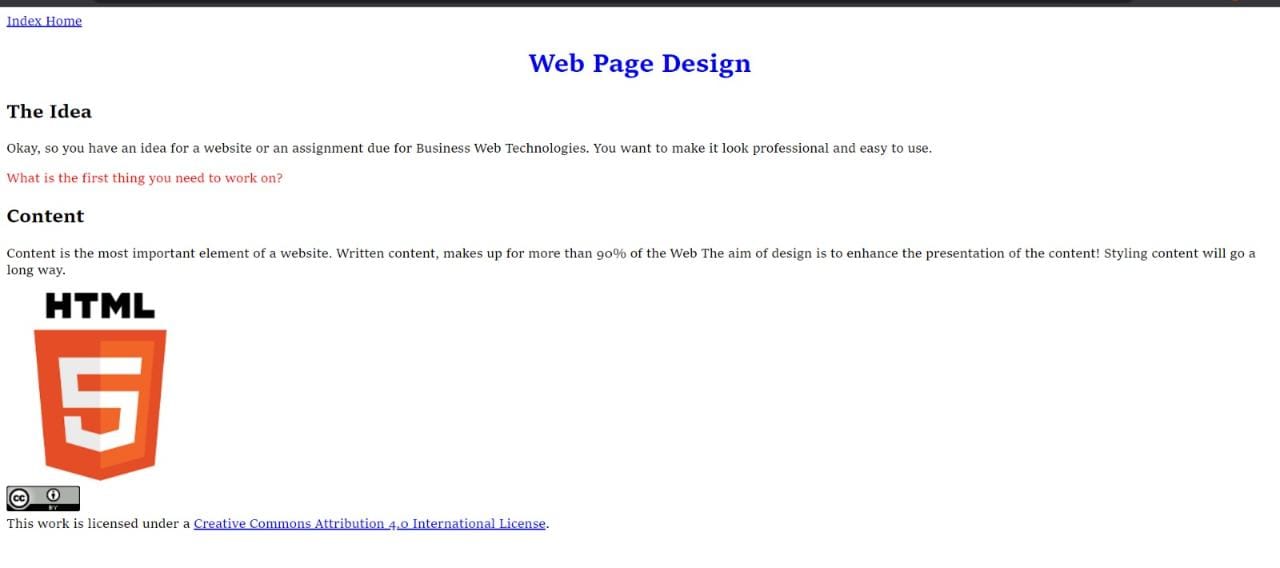 Index Home
Web Page Design
The Idea
Okay, so you have an idea for a website or an assignment due for Business Web Technologies. You want to make it look professional and easy to use.
What is the first thing you need to work on?
Content
Content is the most important element of a website. Written content, makes up for more than 90% of the Web The aim of design is to enhance the presentation of the content! Styling content will go a
long way.
HTML
5
cc
BY
This work is licensed under a Creative Commons Attribution 4.0 International License.